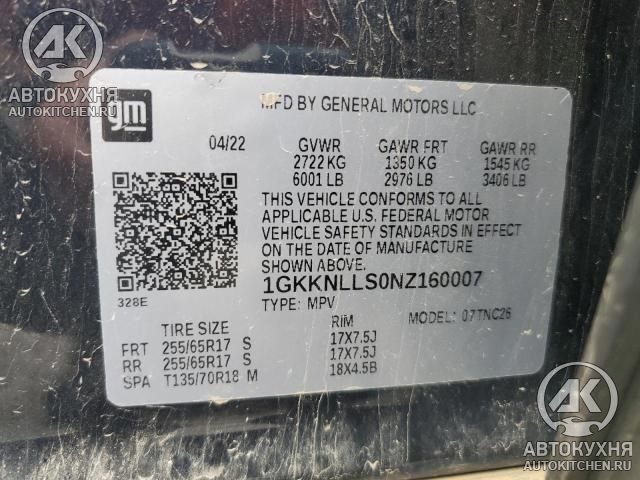 АК
АВТОКУХНЯ
AUTOKITCHEN.RU
gm
MFD BY GENERAL MOTORS LLC
04/22 GVWR GAWR FRT GAWR RR
2722 KG 1350 KG 1545 KG
6001 LB 2976 LB 3406 LB
THIS VEHICLE CONFORMS TO ALL
APPLICABLE U.S. FEDERAL MOTOR
VEHICLE SAFETY STANDARDS IN EFFECT
ON THE DATE OF MANUFACTURE
SHOWN ABOVE.
1GKKNLLS0NZ160007
328E
TYPE: MPV MODEL: 07TNC26
TIRE SIZE RIM
FRT 255/65R17 S 17X7.5J
RR 255/65R17 S 17X7.5J
SPA T135/70R18 M 18X4.5B
АК
АВТОКУХНЯ
AUTOKITCHEN.RU